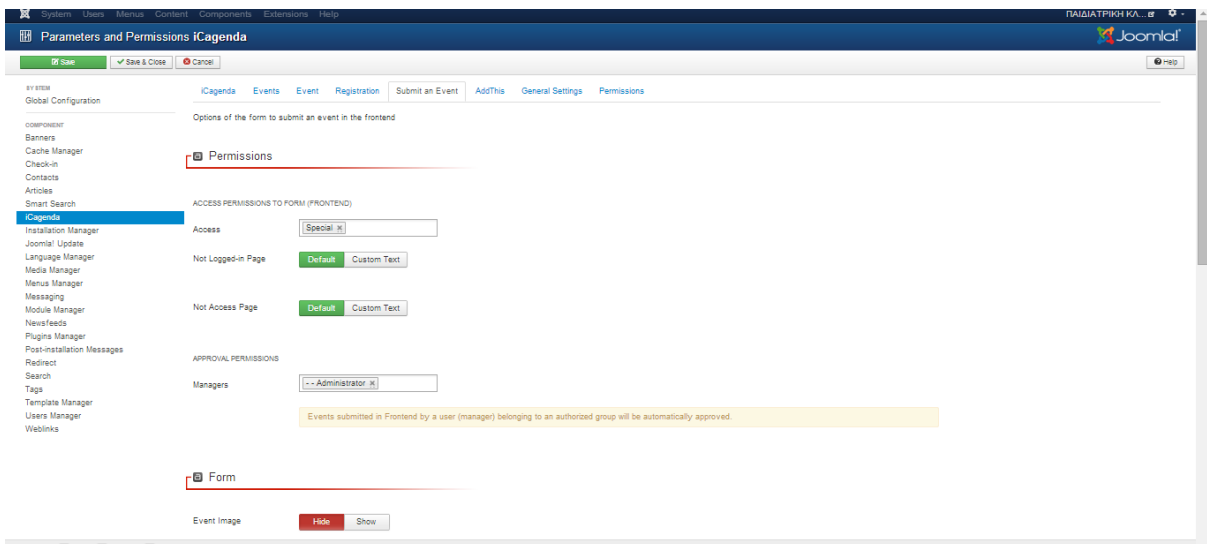 System Users Menus Content Components Extensions Help ΠΑΙΔΙΑΤΡΙΚΗ ΚΛ...
Parameters and Permissions iCagenda Joomla!
Save Save & Close Cancel Help
Global Configuration
iCagenda Events Event Registration Submit an Event AddThis General Settings Permissions
Options of the form to submit an event in the frontend
COMPONENT
Banners
Cache Manager
Check-in
Contacts
Articles
Smart Search
iCagenda
Installation Manager
Joomla! Update
Language Manager
Media Manager
Menus Manager
Messaging
Module Manager
Newsfeeds
Plugins Manager
Post-installation Messages
Redirect
Search
Tags
Template Manager
Users Manager
Weblinks
Permissions
ACCESS PERMISSIONS TO FORM (FRONTEND)
Access Special
Not Logged-in Page Default Custom Text
Not Access Page Default Custom Text
APPROVAL PERMISSIONS
Managers - - Administrator
Events submitted in Frontend by a user (manager) belonging to an authorized group will be automatically approved.
Form
Event Image Hide Show